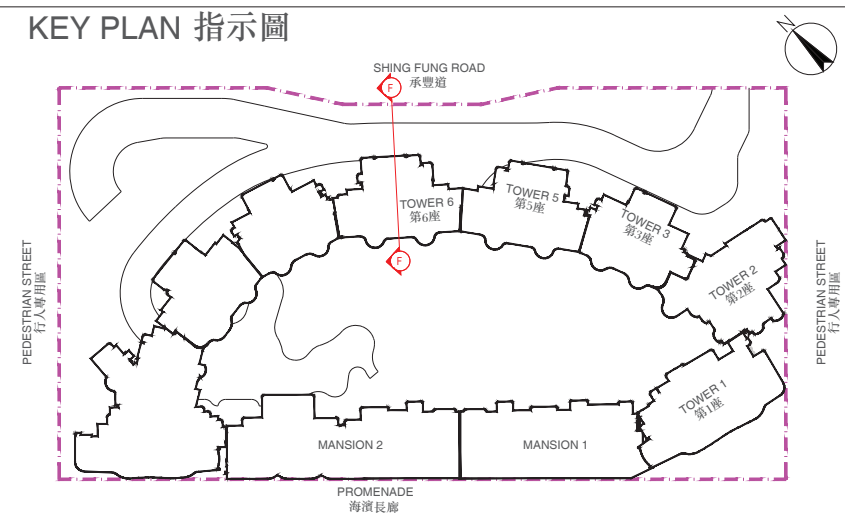 KEY PLAN 指示圖
N
SHING FUNG ROAD
承豐道
F
TOWER 6
第6座
TOWER 5
第5座
TOWER 3
第3座
TOWER 2
第2座
TOWER 1
第1座
F
PEDESTRIAN STREET
行人專用區
PEDESTRIAN STREET
行人專用區
MANSION 2
MANSION 1
PROMENADE
海濱長廊